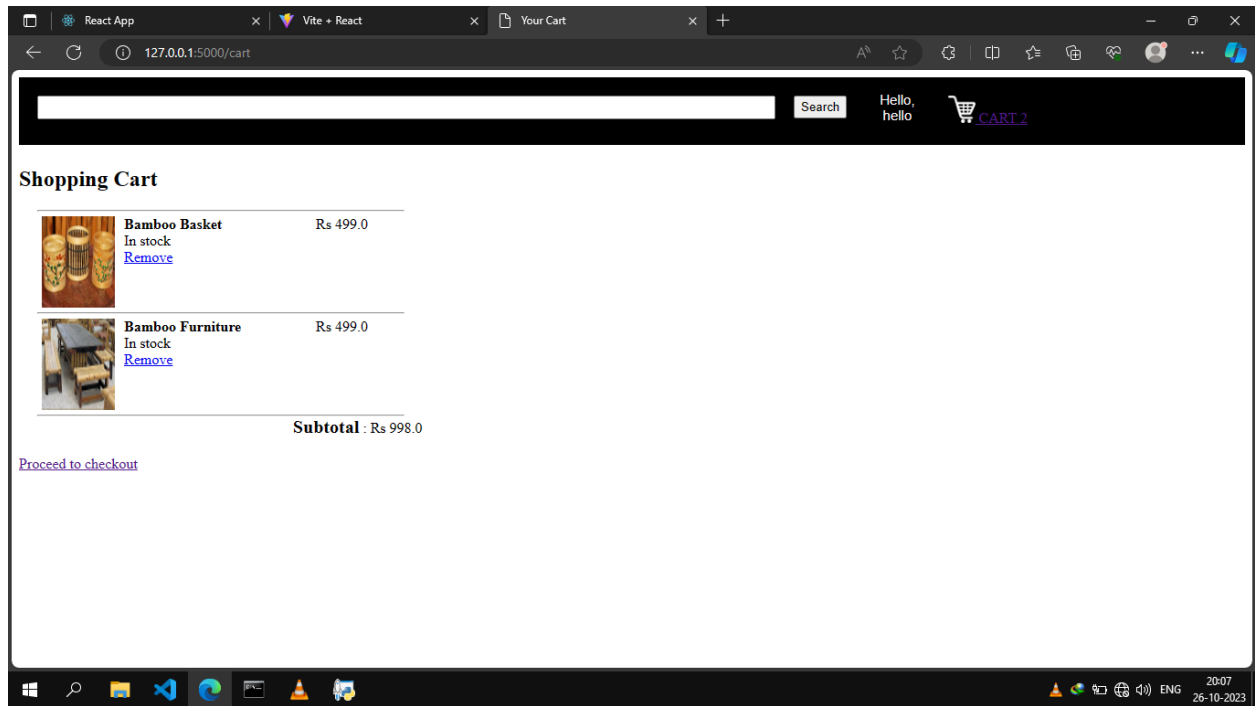 React App
Vite + React
Your Cart
127.0.0.1:5000/cart
Search
Hello,
hello
CART 2
Shopping Cart
Bamboo Basket
Rs 499.0
In stock
Remove
Bamboo Furniture
Rs 499.0
In stock
Remove
Subtotal : Rs 998.0
Proceed to checkout
ENG
20:07
26-10-2023